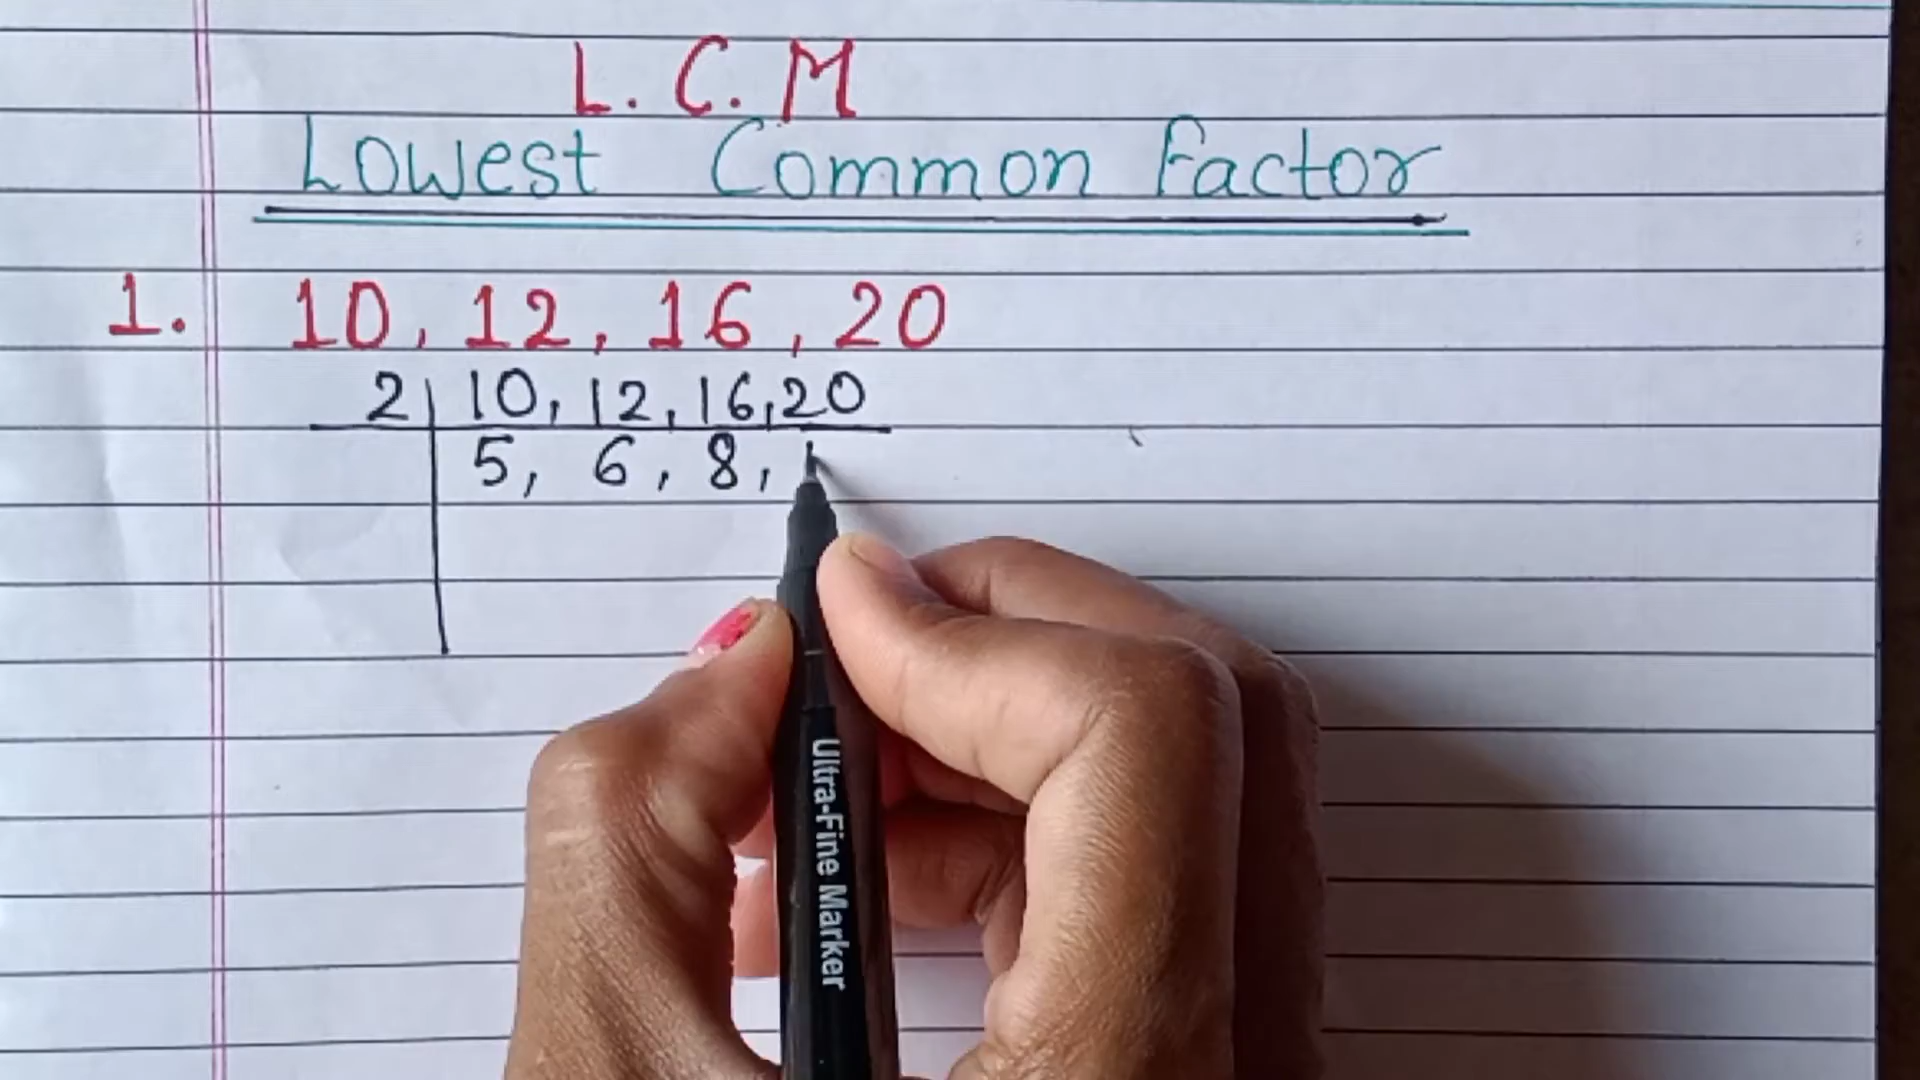 L.C.M
Lowest Common Factor
1. 10, 12, 16, 20
2 | 10, 12, 16, 20
5, 6, 8, 1
Ultra-Fine Marker